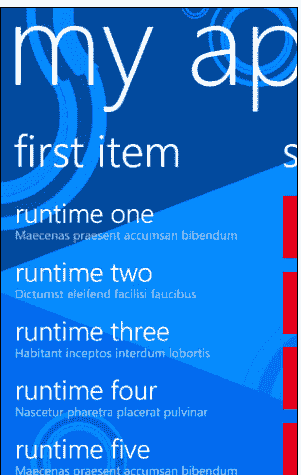 my ap
first item s
runtime one
Maecenas praesent accumsan bibendum
runtime two
Dictumst eleifend facilisi faucibus
runtime three
Habitant inceptos interdum lobortis
runtime four
Nascetur pharetra placerat pulvinar
runtime five
Maecenas praesent accumsan bibendum